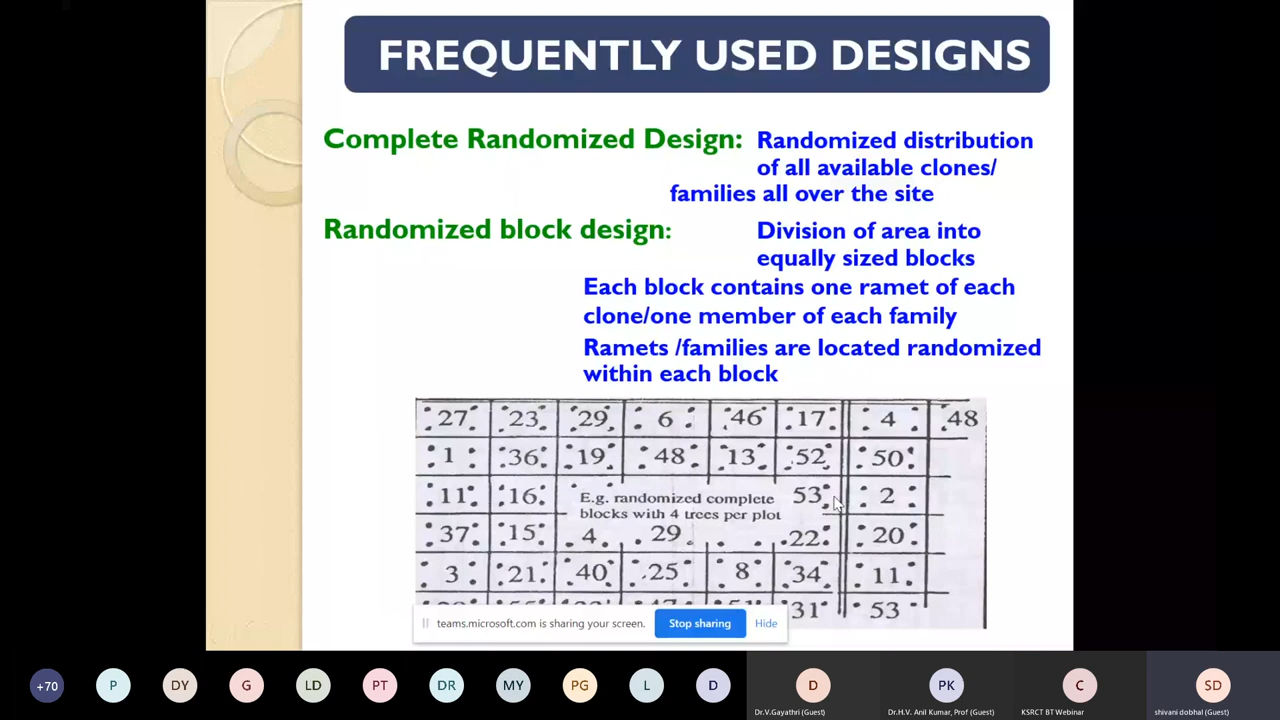 FREQUENTLY USED DESIGNS
Complete Randomized Design: Randomized distribution
of all available clones/
families all over the site
Randomized block design: Division of area into
equally sized blocks
Each block contains one ramet of each
clone/one member of each family
Ramets /families are located randomized
within each block
27 23 29 6 46 17 4 48
1 36 19 48 13 52 50
11 16 E.g. randomized complete 53 2
blocks with 4 trees per plot
37 15 4 29 22 20
3 21 40 25 8 34 11
31 53
teams.microsoft.com is sharing your screen. Stop sharing Hide
+70 P DY G LD PT DR MY PG L D D PK C SD
Dr.V.Gayathri (Guest) Dr.H.V. Anil Kumar, Prof (Guest) KSRCT BT Webinar shivani dobhal (Guest)